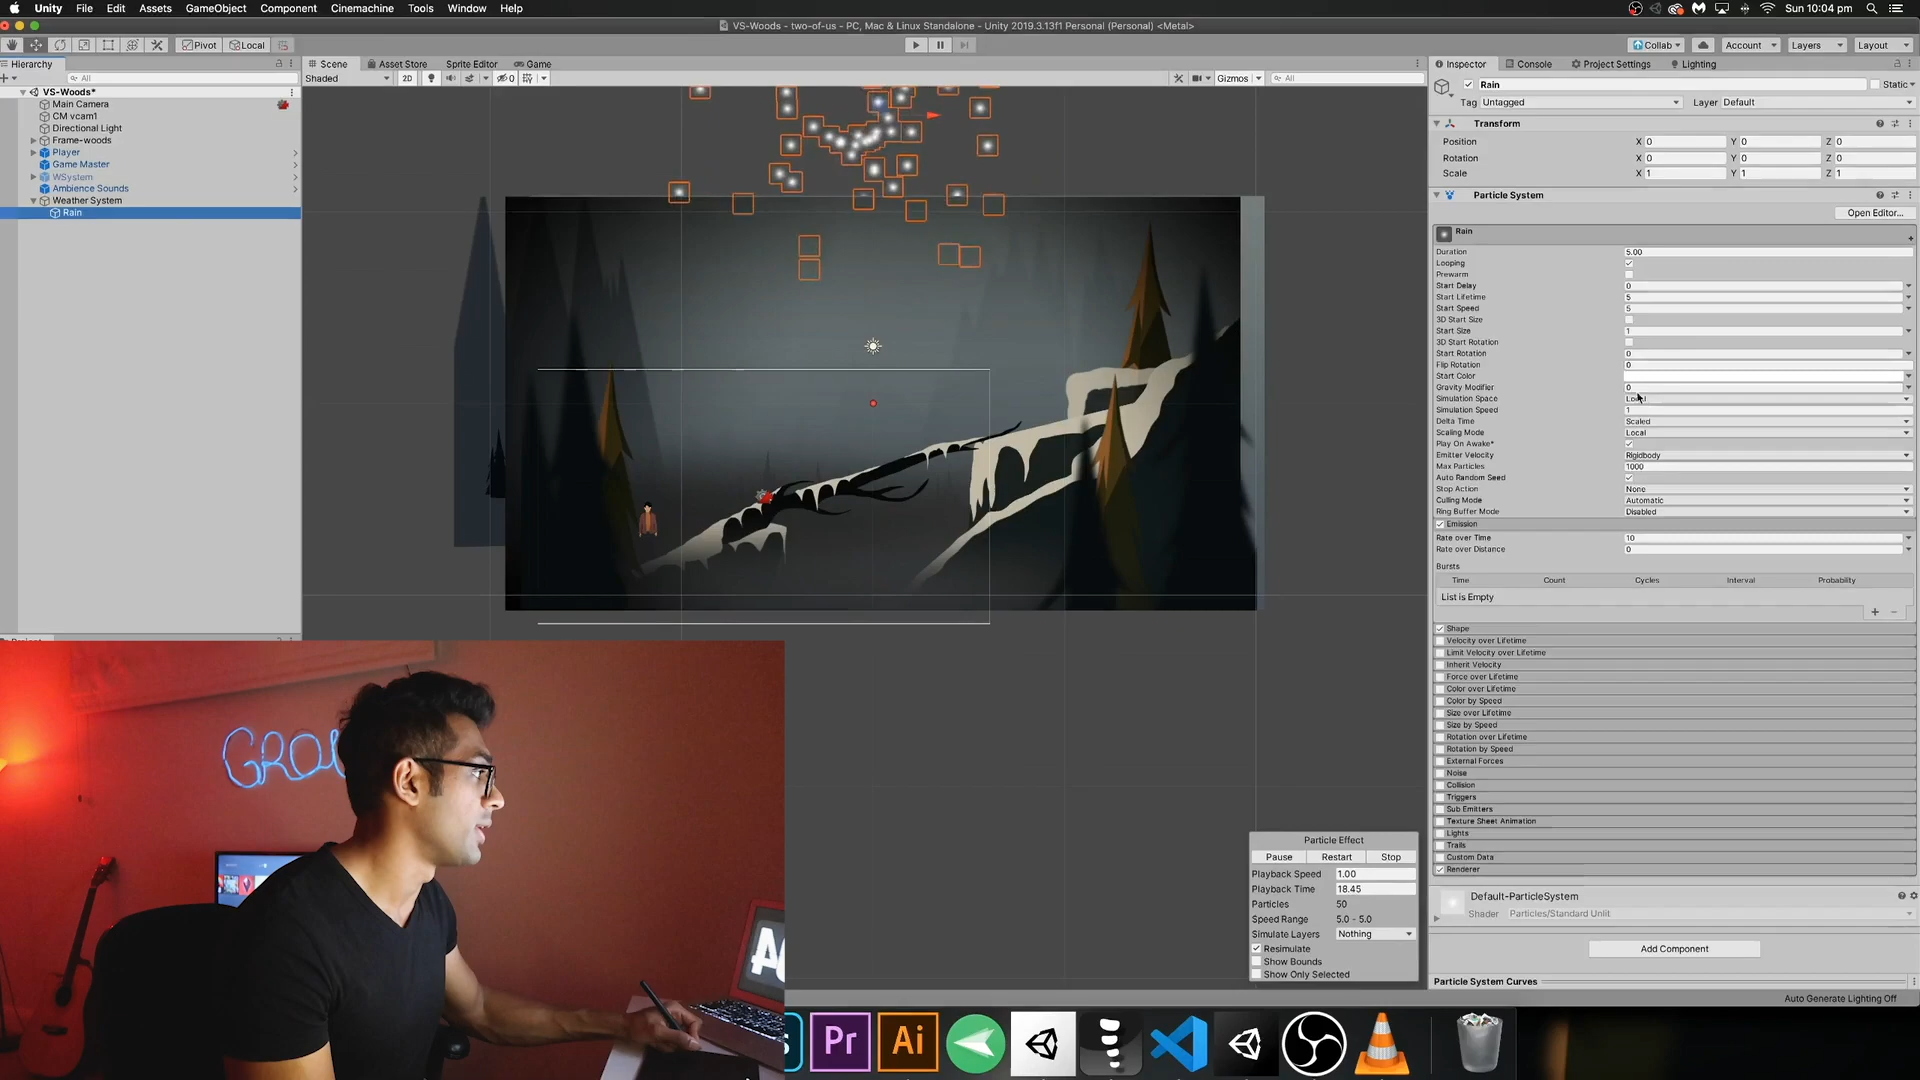 Unity File Edit Assets GameObject Component Cinemachine Tools Window Help
Sun 10:04 pm
VS-Woods - two-of-us - PC, Mac & Linux Standalone - Unity 2019.3.13f1 Personal (Personal) <Metal>
Pivot Local
Collab Account Layers Layout
Hierarchy
All
VS-Woods*
Main Camera
CM vcam1
Directional Light
Frame-woods
Player
Game Master
WSystem
Ambience Sounds
Weather System
Rain
Scene Asset Store Sprite Editor Game
Shaded 2D 0 Gizmos All
Inspector Console Project Settings Lighting
Rain Static
Tag Untagged Layer Default
Transform
Position X 0 Y 0 Z 0
Rotation X 0 Y 0 Z 0
Scale X 1 Y 1 Z 1
Particle System
Open Editor...
Rain
Duration 5.00
Looping
Prewarm
Start Delay 0
Start Lifetime 5
Start Speed 5
3D Start Size
Start Size 1
3D Start Rotation
Start Rotation 0
Flip Rotation 0
Start Color
Gravity Modifier 0
Simulation Space
Simulation Speed 1
Delta Time Scaled
Scaling Mode Local
Play On Awake*
Emitter Velocity Rigidbody
Max Particles 1000
Auto Random Seed
Stop Action None
Culling Mode Automatic
Ring Buffer Mode Disabled
Emission
Rate over Time 10
Rate over Distance 0
Bursts
Time Count Cycles Interval Probability
List is Empty
Shape
Velocity over Lifetime
Limit Velocity over Lifetime
Inherit Velocity
Force over Lifetime
Color over Lifetime
Color by Speed
Size over Lifetime
Size by Speed
Rotation over Lifetime
Rotation by Speed
External Forces
Noise
Collision
Triggers
Sub Emitters
Texture Sheet Animation
Lights
Trails
Custom Data
Renderer
Default-ParticleSystem
Shader Particles/Standard Unlit
Add Component
Particle System Curves
Auto Generate Lighting Off
Particle Effect
Pause Restart Stop
Playback Speed 1.00
Playback Time 18.45
Particles 50
Speed Range 5.0 - 5.0
Simulate Layers Nothing
Resimulate
Show Bounds
Show Only Selected
Pr Ai